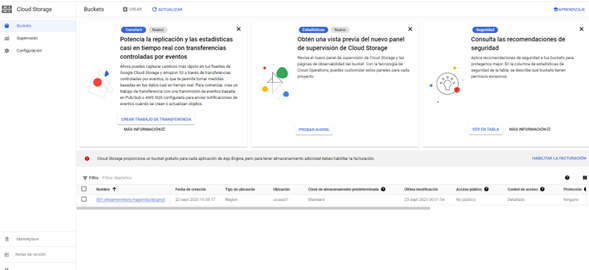 Cloud Storage
Buckets
CREAR
ACTUALIZAR
APRENDIZAJE
Buckets
Supervisión
Configuración
Transferir Nuevo
Potencia la replicación y las estadísticas
casi en tiempo real con transferencias
controladas por eventos
Ahora puedes capturar cambios más rápido en tus fuentes de
Google Cloud Storage y Amazon S3 a través de transferencias
controladas por eventos, lo que te permite tomar medidas
basadas en tus datos casi en tiempo real. Para comenzar, crea un
trabajo de transferencia con una transmisión de eventos basada
en Pub/Sub o AWS SQS configurada para enviar notificaciones de
eventos cuando se crean o actualizan objetos.
CREAR TRABAJO DE TRANSFERENCIA
MÁS INFORMACIÓN
Estadísticas Nuevo
Obtén una vista previa del nuevo panel
de supervisión de Cloud Storage
Revisa el nuevo panel de supervisión de Cloud Storage y las
páginas de observabilidad del bucket. Con la tecnología de
Cloud Operations, puedes customizar estos paneles para cada
proyecto.
PROBAR AHORA
Seguridad
Consulta las recomendaciones de
seguridad
Aplica recomendaciones de seguridad a tus buckets para
protegerlos mejor. En la columna de estadísticas de
seguridad de la tabla, se describe qué buckets tienen
permisos excesivos.
VER EN TABLA MÁS INFORMACIÓN
Cloud Storage proporciona un bucket gratuito para cada aplicación de App Engine, pero, para tener almacenamiento adicional debes habilitar la facturación.
HABILITAR LA FACTURACIÓN
Filtro Filtrar depósitos
Nombre Fecha de creación Tipo de ubicación Ubicación Clase de almacenamiento predeterminada Última modificación Acceso público Control de acceso Protección
22 sept 2023 Region us-east1 Standard 23 sept 2023 No público Detallado Ninguno
Marketplace
Notas de versión